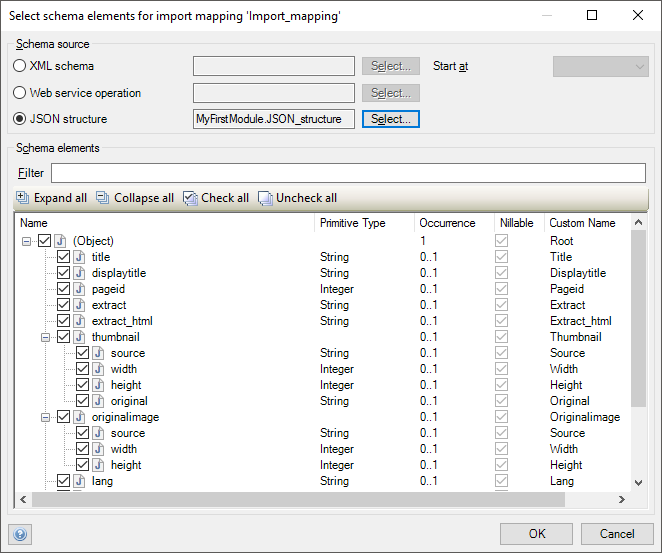 Select schema elements for import mapping 'Import_mapping'
Schema source
XML schema Select... Start at
Web service operation Select...
JSON structure MyFirstModule.JSON_structure Select...
Schema elements
Filter
Expand all Collapse all Check all Uncheck all
Name Primitive Type Occurrence Nillable Custom Name
(Object) 1 Root
title String 0..1 Title
displaytitle String 0..1 Displaytitle
pageid Integer 0..1 Pageid
extract String 0..1 Extract
extract_html String 0..1 Extract_html
thumbnail 0..1 Thumbnail
source String 0..1 Source
width Integer 0..1 Width
height Integer 0..1 Height
original String 0..1 Original
originalimage 0..1 Originalimage
source String 0..1 Source
width Integer 0..1 Width
height Integer 0..1 Height
lang String 0..1 Lang
OK Cancel